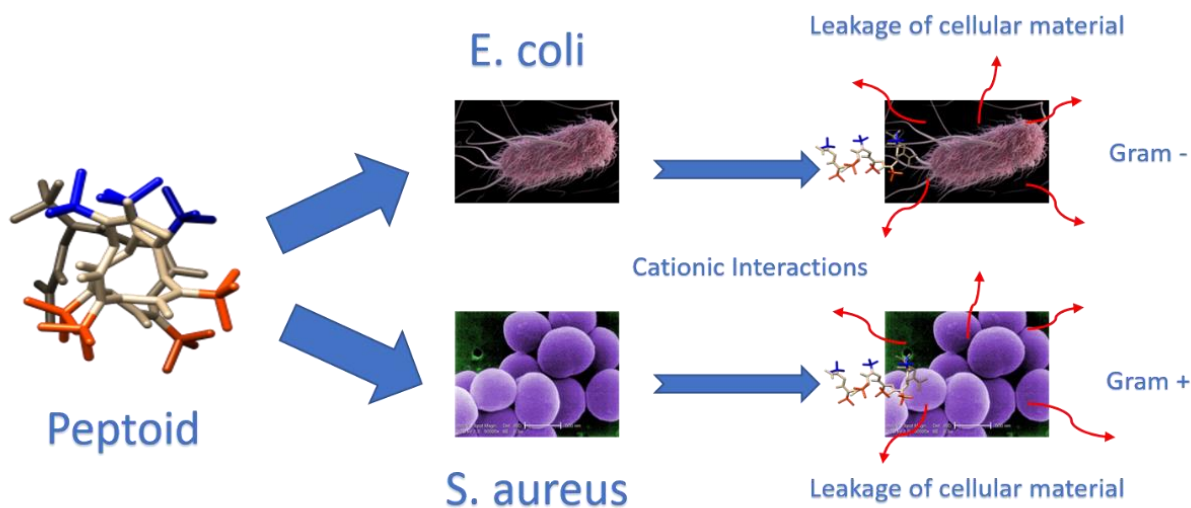 Leakage of cellular material
E. coli
Gram -
Cationic Interactions
Gram +
Peptoid
S. aureus
Leakage of cellular material